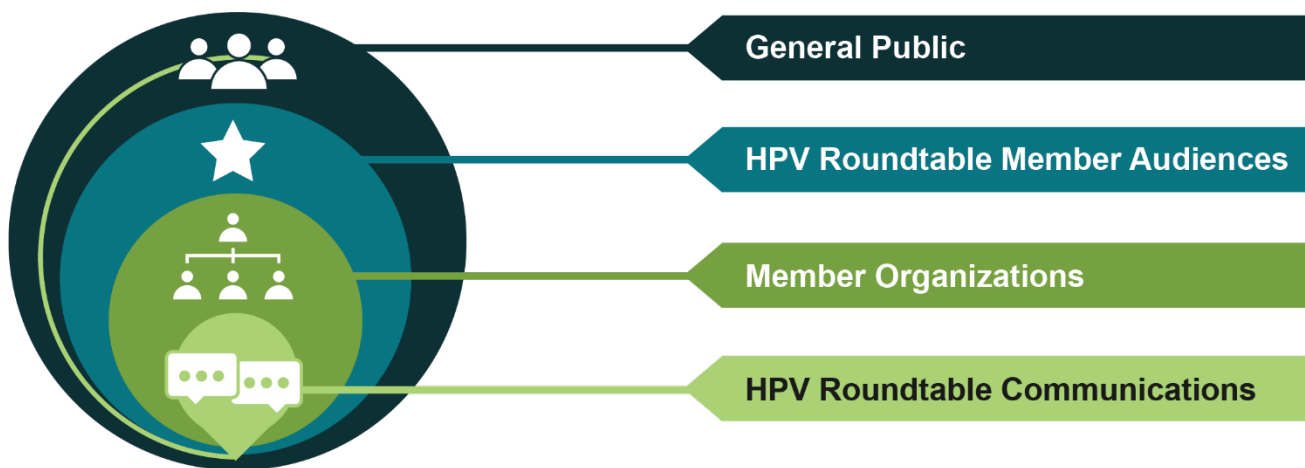 General Public
HPV Roundtable Member Audiences
Member Organizations
HPV Roundtable Communications